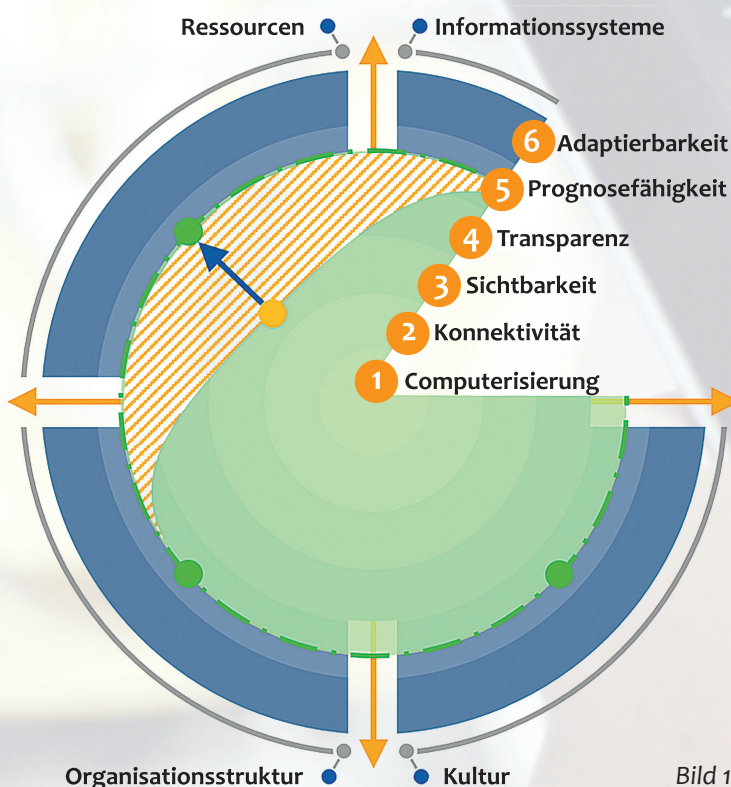 Ressourcen
Informationssysteme
6 Adaptierbarkeit
5 Prognosefähigkeit
4 Transparenz
3 Sichtbarkeit
2 Konnektivität
1 Computerisierung
Organisationsstruktur
Kultur
Bild 1